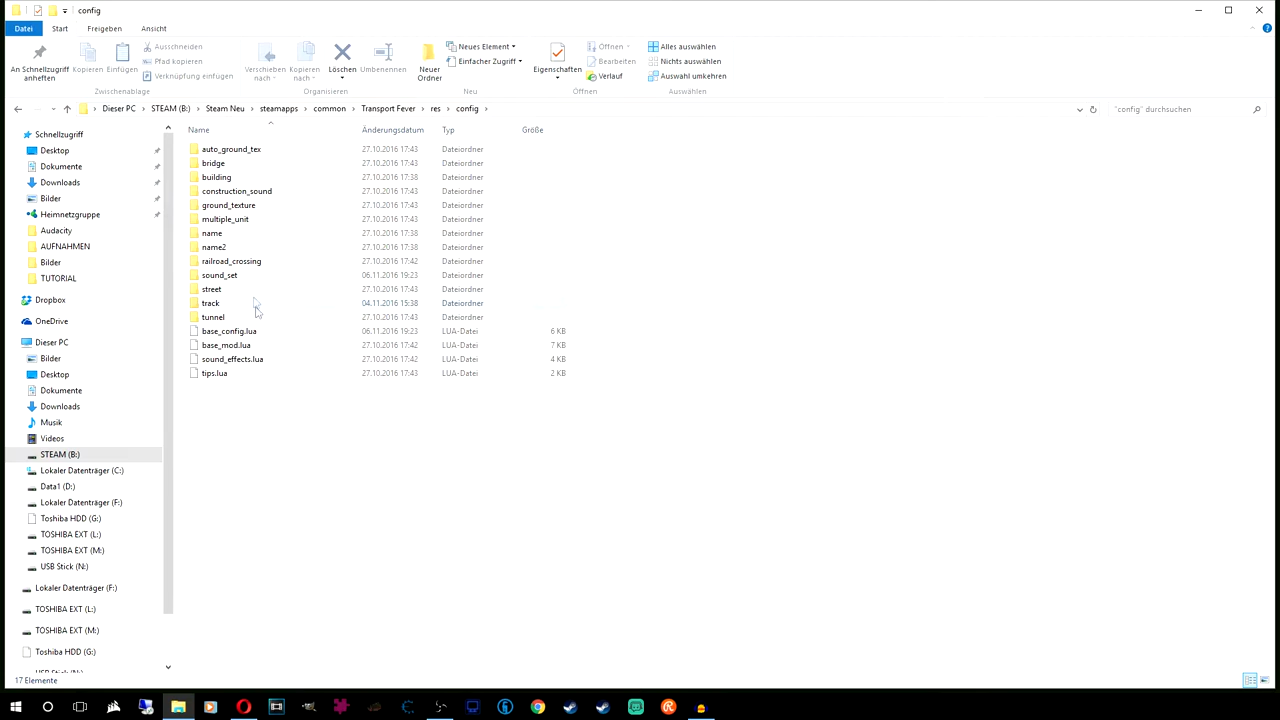 config
Datei Start Freigeben Ansicht
An Schnellzugriff anheften
Kopieren
Einfügen
Ausschneiden
Pfad kopieren
Verknüpfung einfügen
Zwischenablage
Verschieben nach
Kopieren nach
Löschen
Umbenennen
Organisieren
Neuer Ordner
Neues Element
Einfacher Zugriff
Neu
Eigenschaften
Öffnen
Bearbeiten
Verlauf
Öffnen
Alles auswählen
Nichts auswählen
Auswahl umkehren
Auswählen
Dieser PC > STEAM (B:) > Steam Neu > steamapps > common > Transport Fever > res > config >
"config" durchsuchen
Name Änderungsdatum Typ Größe
auto_ground_tex 27.10.2016 17:43 Dateiordner
bridge 27.10.2016 17:43 Dateiordner
building 27.10.2016 17:38 Dateiordner
construction_sound 27.10.2016 17:43 Dateiordner
ground_texture 27.10.2016 17:43 Dateiordner
multiple_unit 27.10.2016 17:43 Dateiordner
name 27.10.2016 17:38 Dateiordner
name2 27.10.2016 17:38 Dateiordner
railroad_crossing 27.10.2016 17:42 Dateiordner
sound_set 06.11.2016 19:23 Dateiordner
street 27.10.2016 17:43 Dateiordner
track 04.11.2016 15:38 Dateiordner
tunnel 27.10.2016 17:43 Dateiordner
base_config.lua 06.11.2016 19:23 LUA-Datei 6 KB
base_mod.lua 27.10.2016 17:42 LUA-Datei 7 KB
sound_effects.lua 27.10.2016 17:42 LUA-Datei 4 KB
tips.lua 27.10.2016 17:43 LUA-Datei 2 KB
Schnellzugriff
Desktop
Dokumente
Downloads
Bilder
Heimnetzgruppe
Audacity
AUFNAHMEN
Bilder
TUTORIAL
Dropbox
OneDrive
Dieser PC
Bilder
Desktop
Dokumente
Downloads
Musik
Videos
STEAM (B:)
Lokaler Datenträger (C:)
Data1 (D:)
Lokaler Datenträger (F:)
Toshiba HDD (G:)
TOSHIBA EXT (L:)
TOSHIBA EXT (M:)
USB Stick (N:)
Lokaler Datenträger (F:)
TOSHIBA EXT (L:)
TOSHIBA EXT (M:)
Toshiba HDD (G:)
USB Stick (N:)
17 Elemente